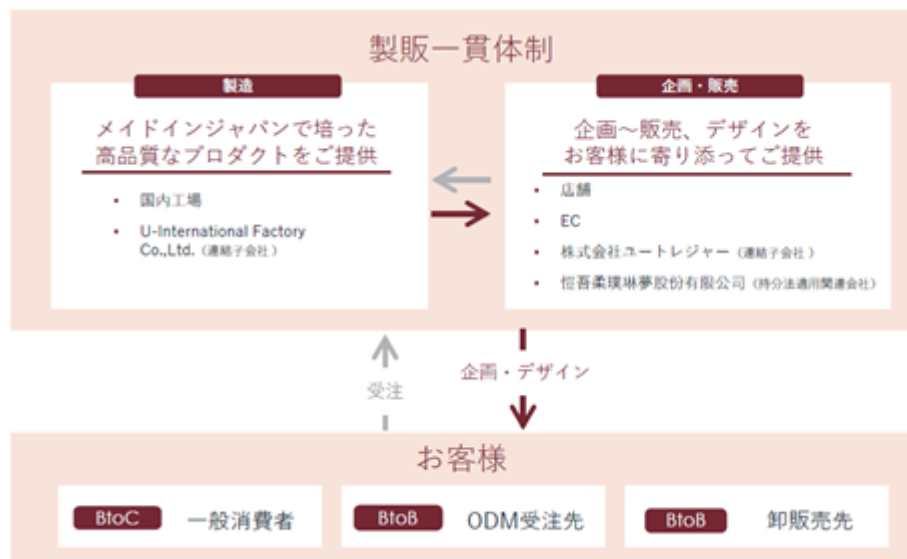 製販一貫体制
製造
メイドインジャパンで培った
高品質なプロダクトをご提供
・ 国内工場
・ U-International Factory
Co.,Ltd.（連結子会社）
企画・販売
企画～販売、デザインを
お客様に寄り添ってご提供
・ 店舗
・ EC
・ 株式会社ユートレジャー（連結子会社）
・ 愷吾柔璞琳夢股份有限公司（持分法適用関連会社）
受注
企画・デザイン
お客様
BtoC 一般消費者
BtoB ODM受注先
BtoB 卸販売先